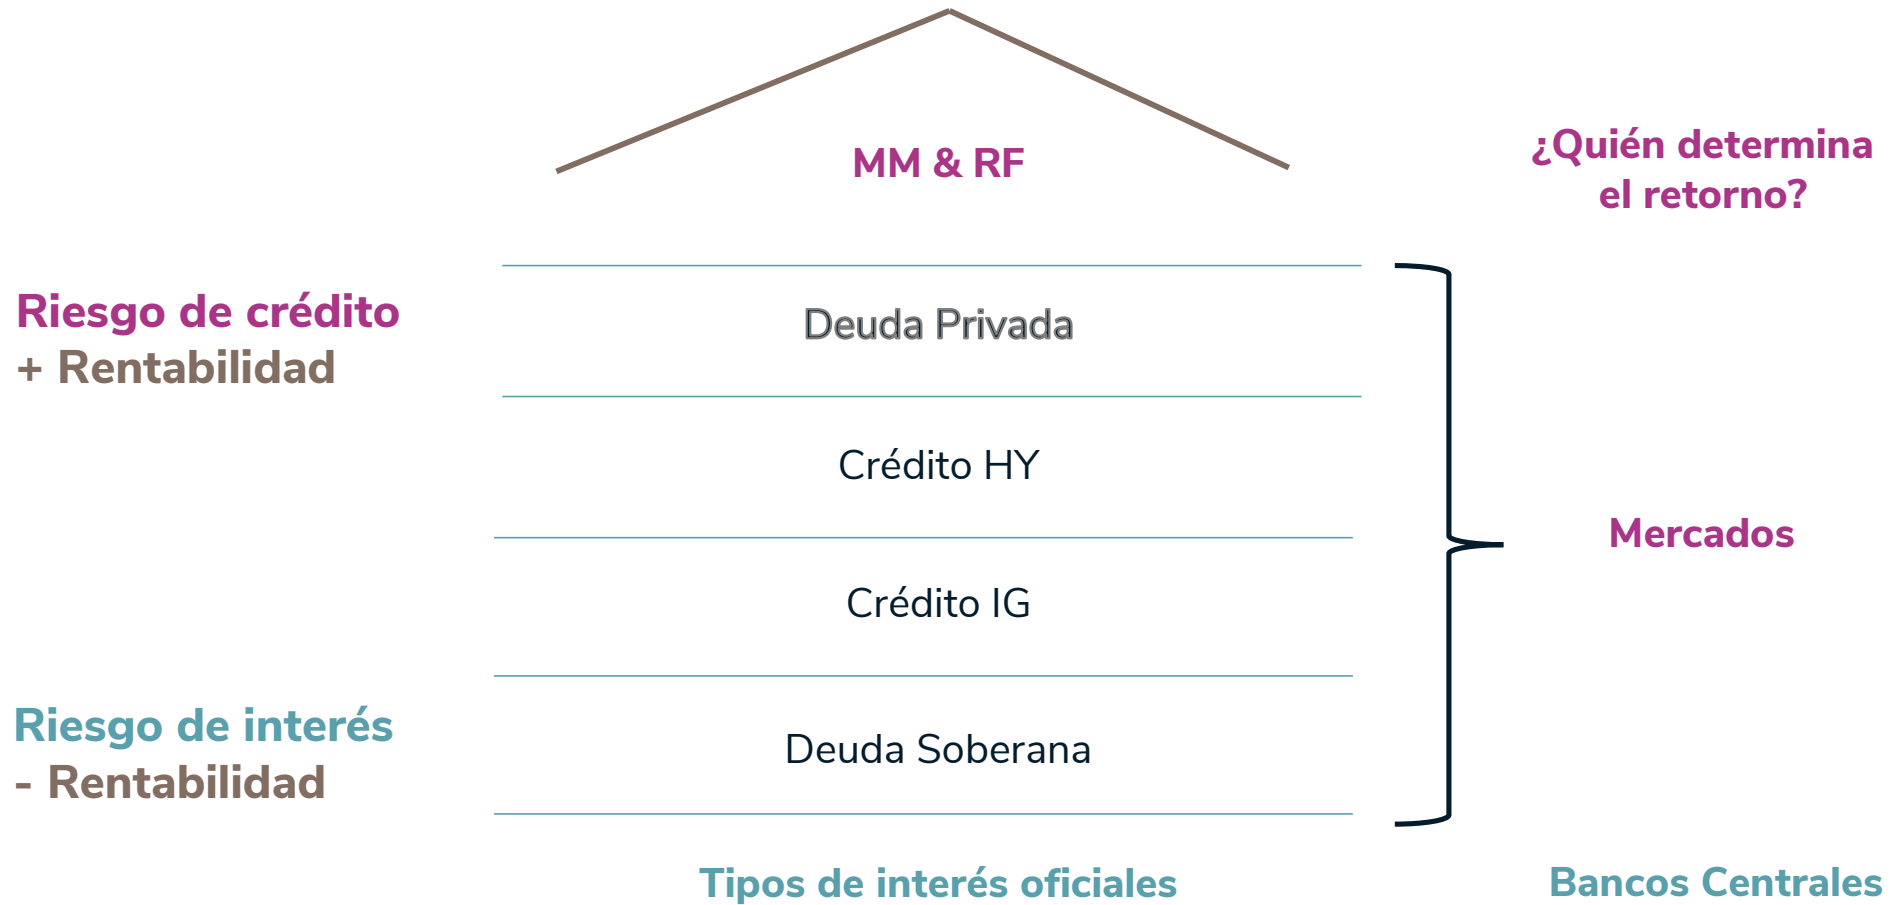 MM & RF
¿Quién determina
el retorno?
Riesgo de crédito
+ Rentabilidad
Deuda Privada
Crédito HY
Mercados
Crédito IG
Riesgo de interés
- Rentabilidad
Deuda Soberana
Tipos de interés oficiales
Bancos Centrales